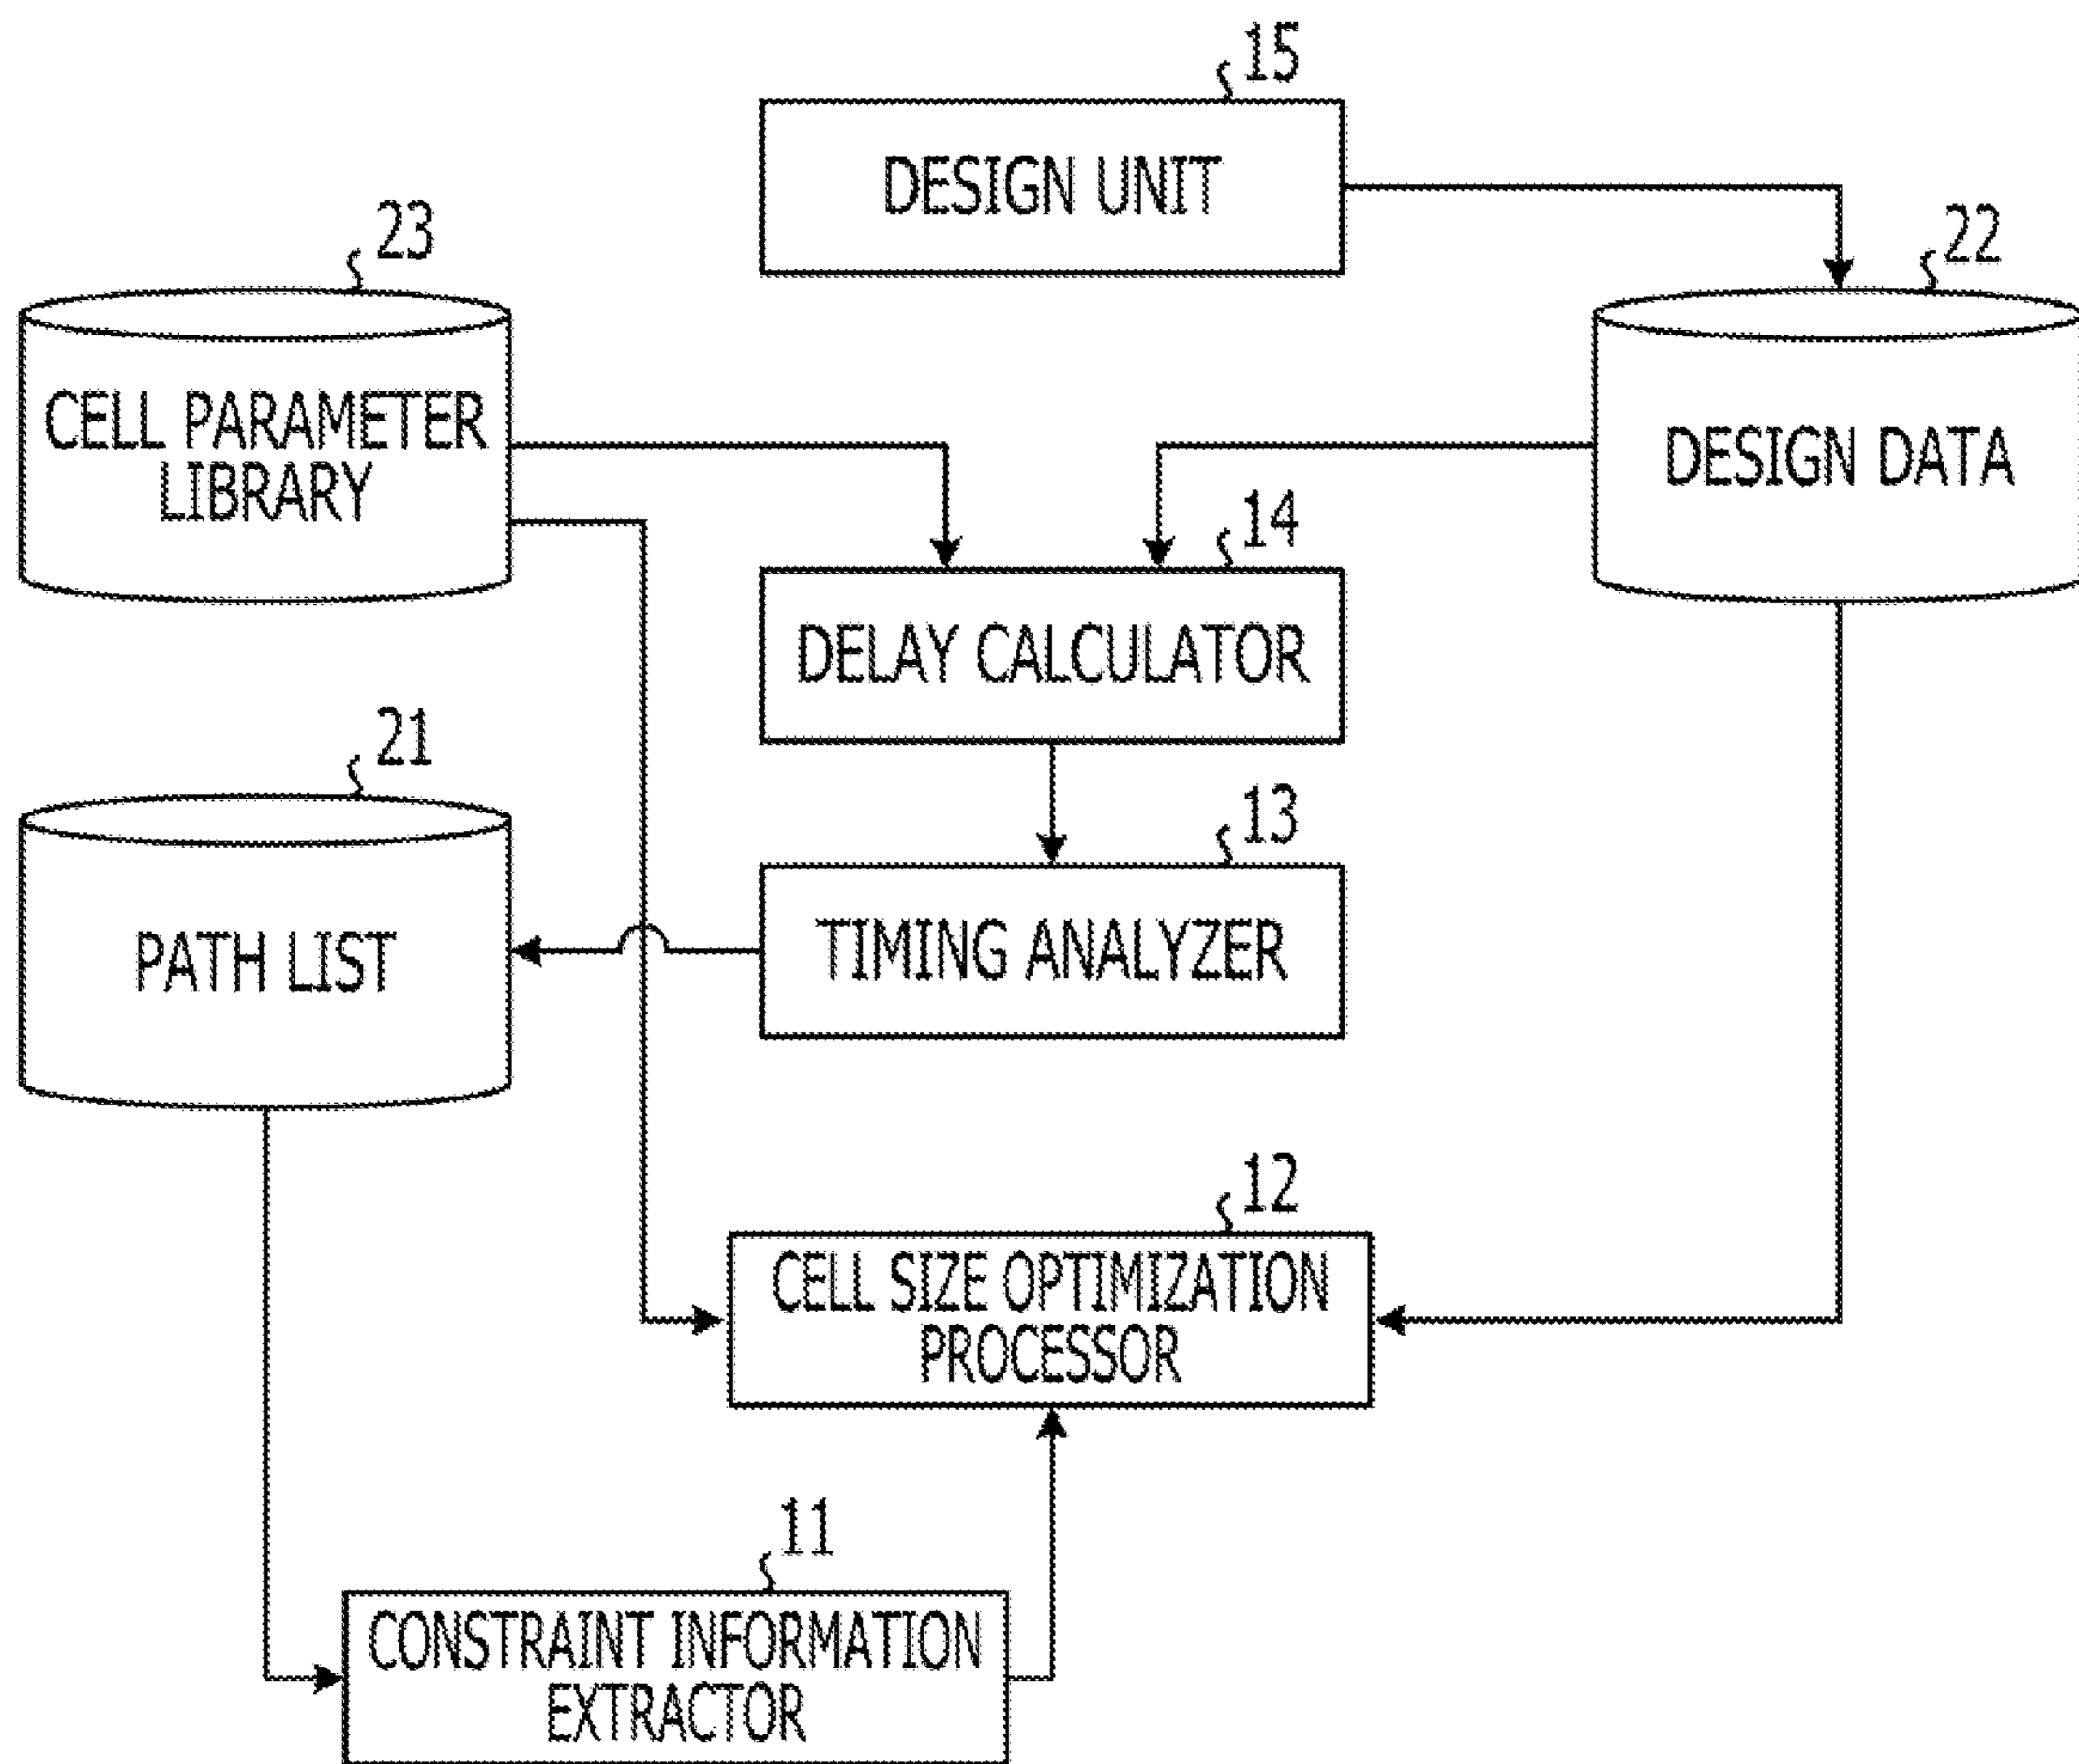 15
DESIGN UNIT
23
22
CELL PARAMETER
LIBRARY
DESIGN DATA
14
DELAY CALCULATOR
21
13
PATH LIST
TIMING ANALYZER
12
CELL SIZE OPTIMIZATION
PROCESSOR
11
CONSTRAINT INFORMATION
EXTRACTOR